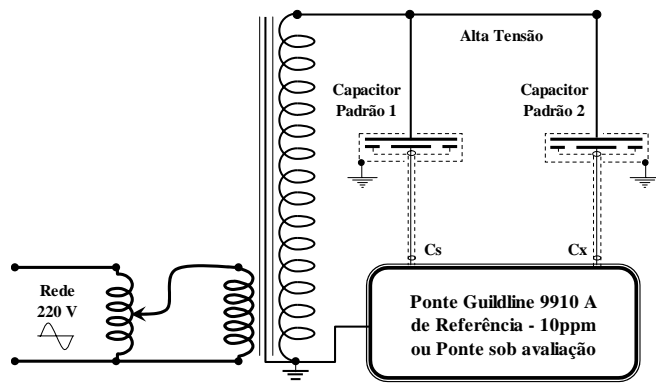 Alta Tensão
Capacitor
Padrão 1
Capacitor
Padrão 2
Cs
Cx
Rede
220 V
Ponte Guildline 9910 A
de Referência - 10ppm
ou Ponte sob avaliação